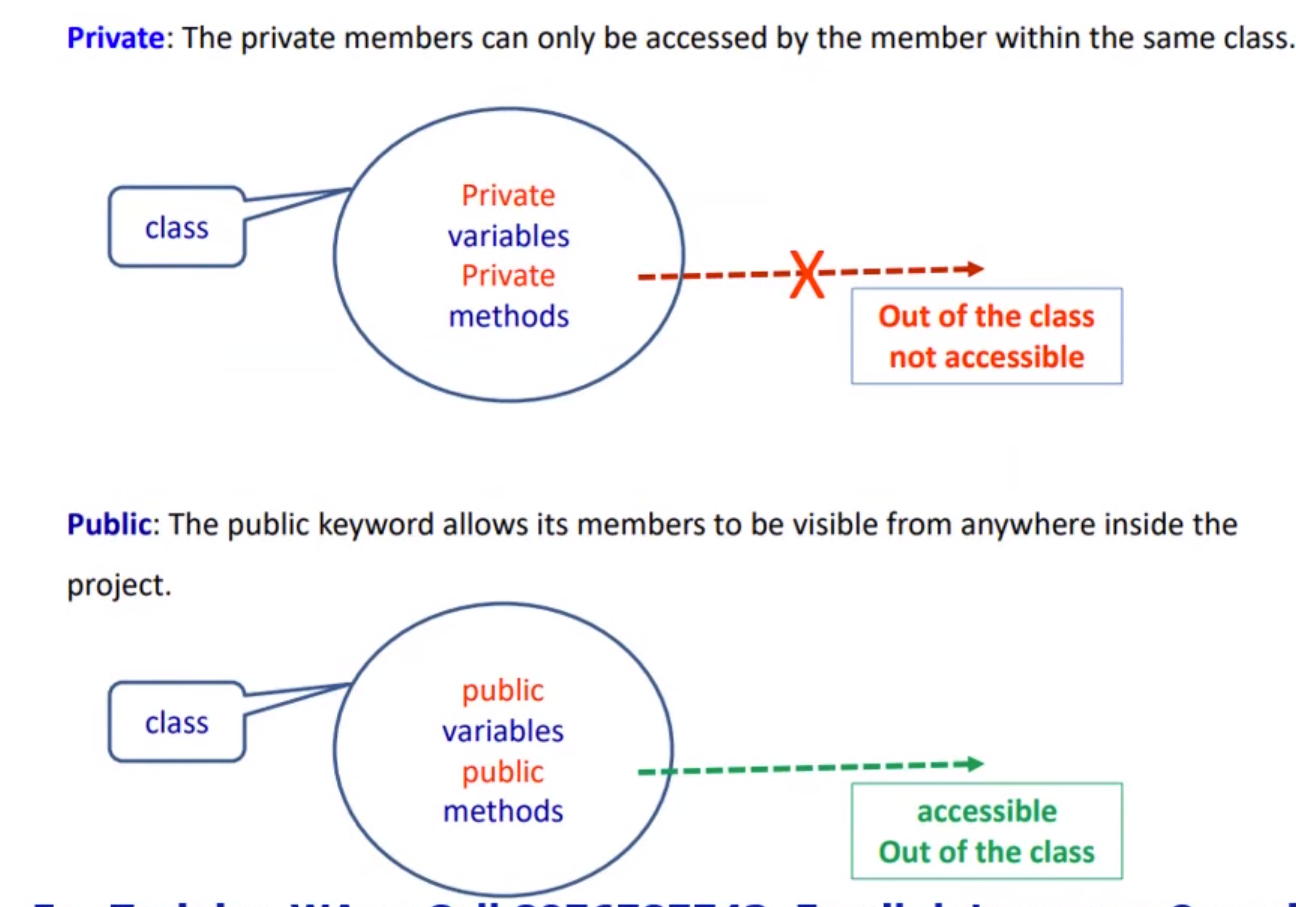 Private: The private members can only be accessed by the member within the same class.
class
Private
variables
Private
methods
X
Out of the class
not accessible
Public: The public keyword allows its members to be visible from anywhere inside the
project.
class
public
variables
public
methods
accessible
Out of the class